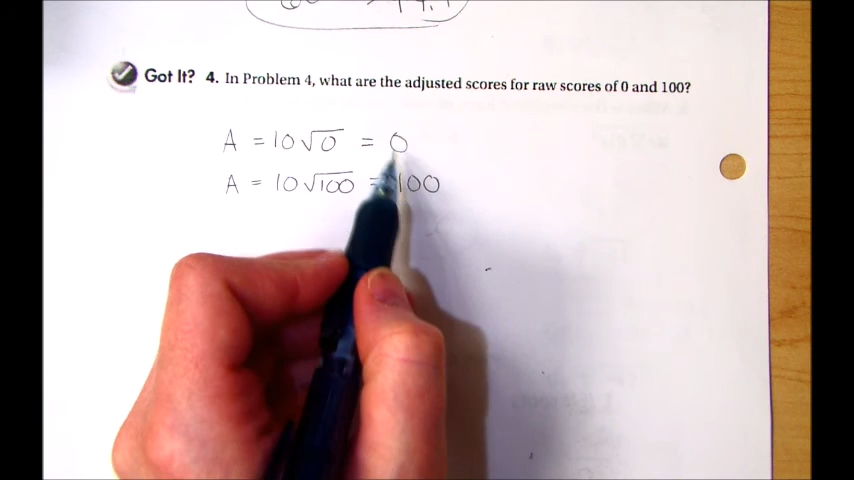 Got It? 4. In Problem 4, what are the adjusted scores for raw scores of 0 and 100?
A = 10√0 = 0
A = 10√100 = 100